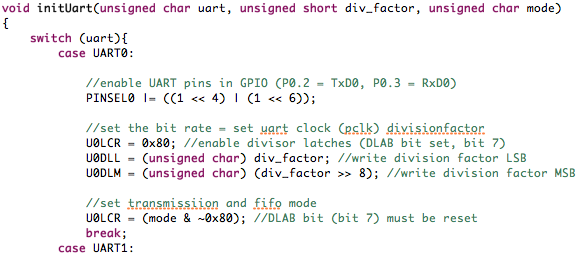 void initUart(unsigned char uart, unsigned short div_factor, unsigned char mode)
{
    switch (uart){
        case UART0:

            //enable UART pins in GPIO (P0.2 = TxD0, P0.3 = RxD0)
            PINSEL0 |= ((1 << 4) | (1 << 6));

            //set the bit rate = set uart clock (pclk) divisionfactor
            U0LCR = 0x80; //enable divisor latches (DLAB bit set, bit 7)
            U0DLL = (unsigned char) div_factor; //write division factor LSB
            U0DLM = (unsigned char) (div_factor >> 8); //write division factor MSB

            //set transmissiion and fifo mode
            U0LCR = (mode & ~0x80); //DLAB bit (bit 7) must be reset
            break;
        case UART1: